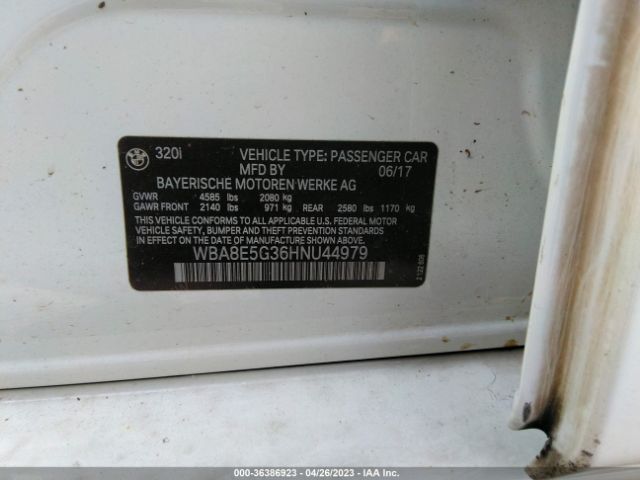 320i VEHICLE TYPE: PASSENGER CAR
MFD BY 06/17
BAYERISCHE MOTOREN WERKE AG
GVWR 4585 lbs 2080 kg
GAWR FRONT 2140 lbs 971 kg REAR 2580 lbs 1170 kg
THIS VEHICLE CONFORMS TO ALL APPLICABLE U.S. FEDERAL MOTOR
VEHICLE SAFETY, BUMPER AND THEFT PREVENTION STANDARDS
IN EFFECT ON THE DATE OF MANUFACTURE SHOWN ABOVE.
WBA8E5G36HNU44979
000-36386923 - 04/26/2023 - IAA Inc.